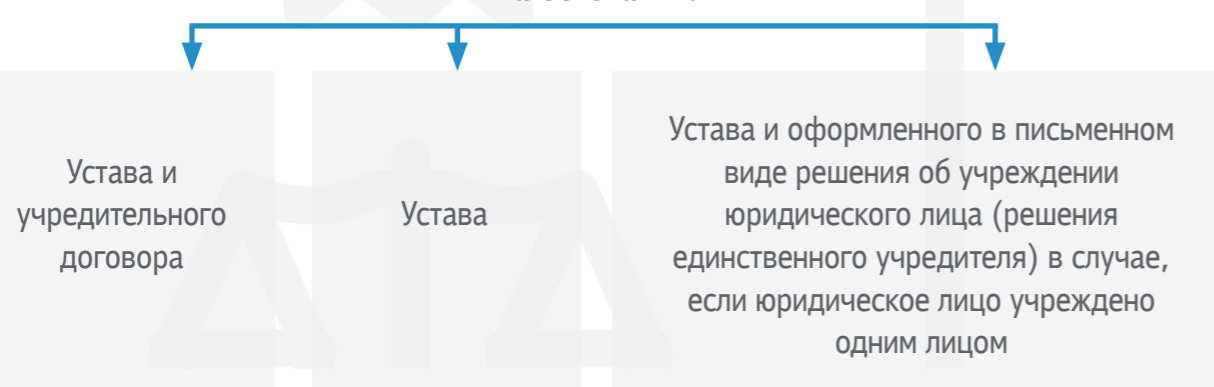 Устава и
учредительного
договора
Устава
Устава и оформленного в письменном
виде решения об учреждении
юридического лица (решения
единственного учредителя) в случае,
если юридическое лицо учреждено
одним лицом